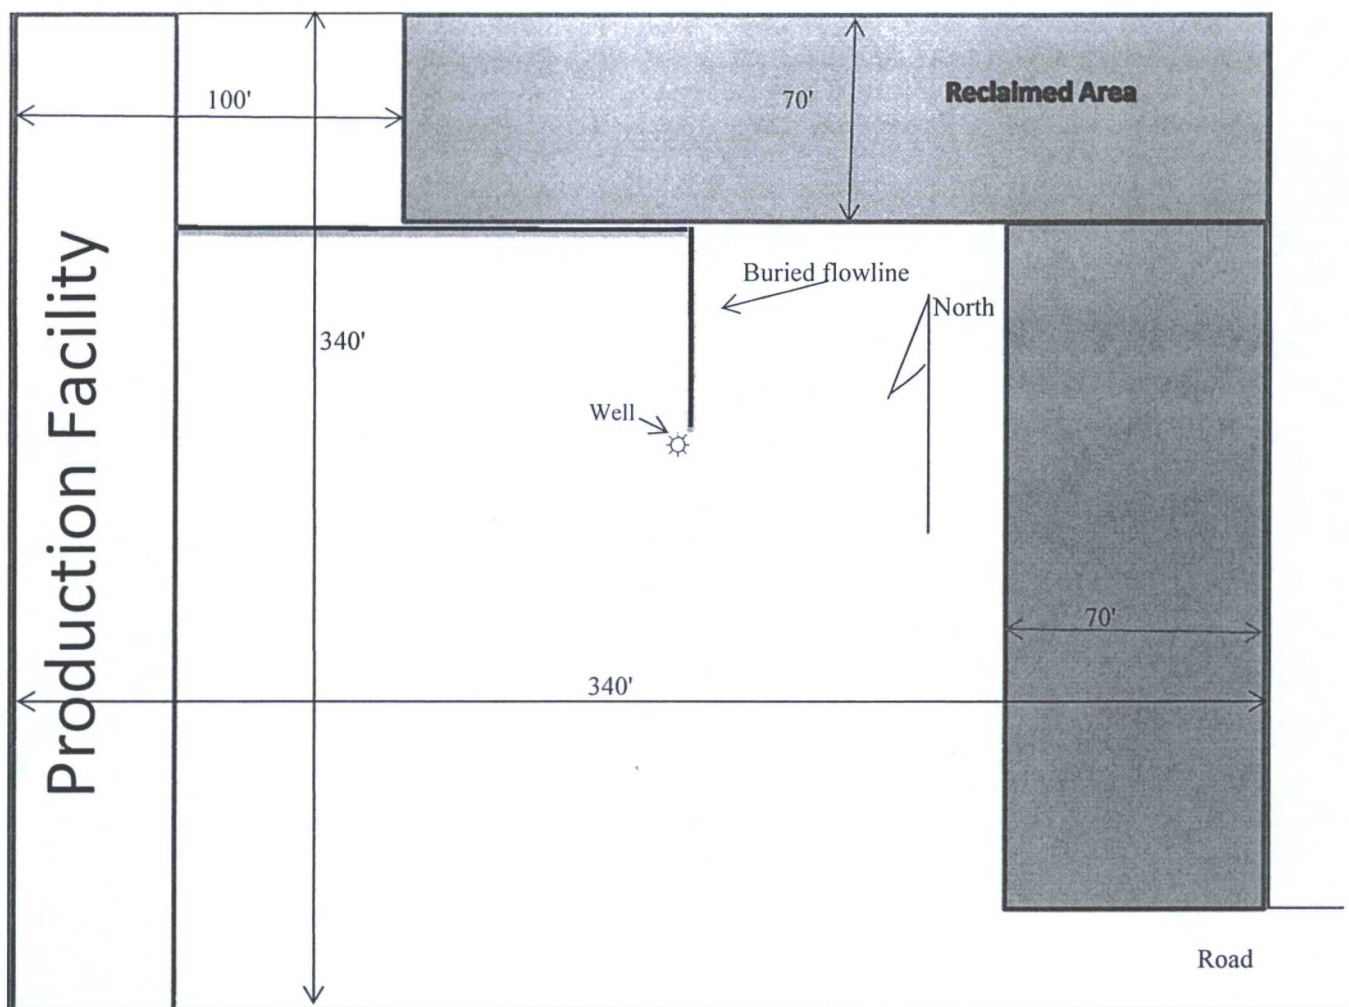 100'
70'
Reclaimed Area
Production Facility
Buried flowline
North
340'
Well
70'
340'
Road